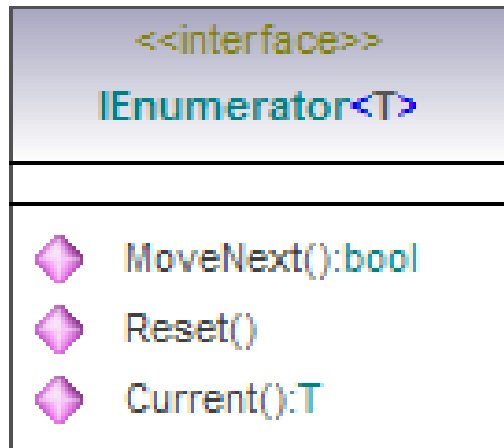 <<interface>>
IEnumerator<T>
MoveNext():bool
Reset()
Current():T